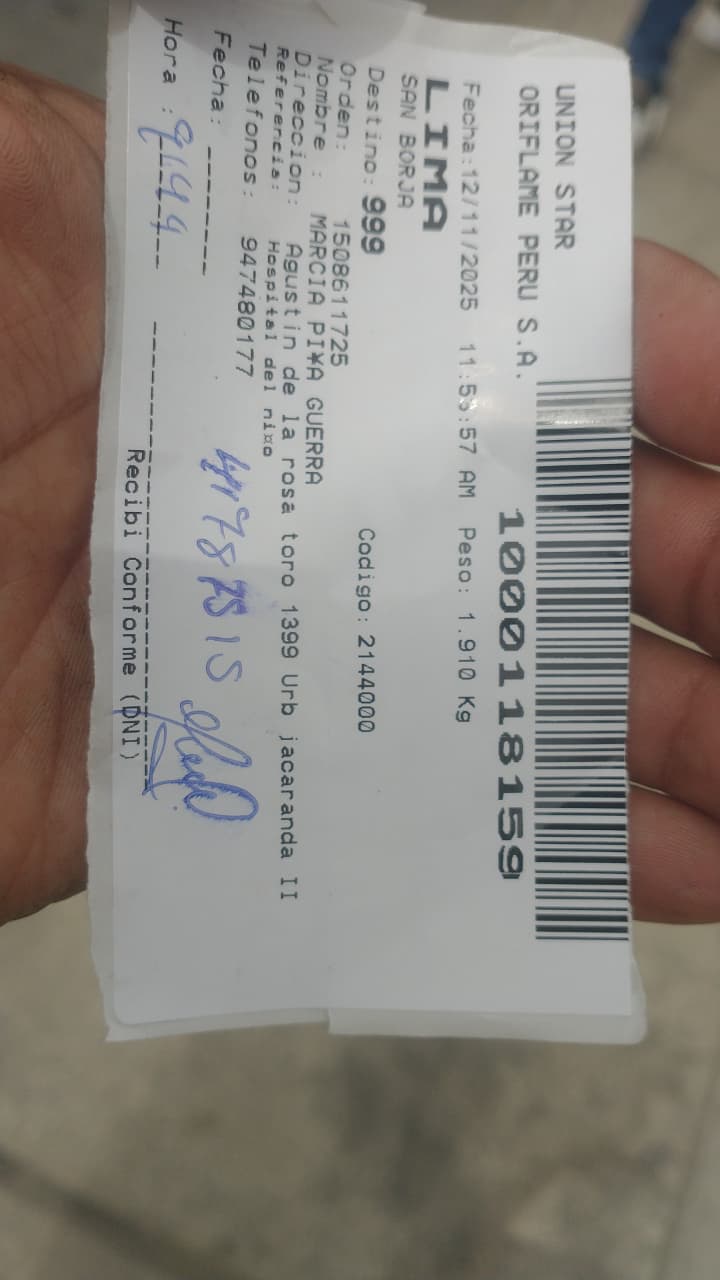 UNION STAR
ORIFLAME PERU S.A.
10001118159
Fecha:12/11/2025 11:53:57 AM Peso: 1.910 Kg
LIMA
SAN BORJA
Destino: 999 Codigo: 2144000
Orden: 1508611725
Nombre : MARCIA PI¥A GUERRA
Direccion: Agustin de la rosa toro 1399 Urb jacaranda II
Referencia: Hospital del ni¤o
Telefonos: 947480177
Fecha: ------
Hora : 9:44
Recibi Conforme (DNI)